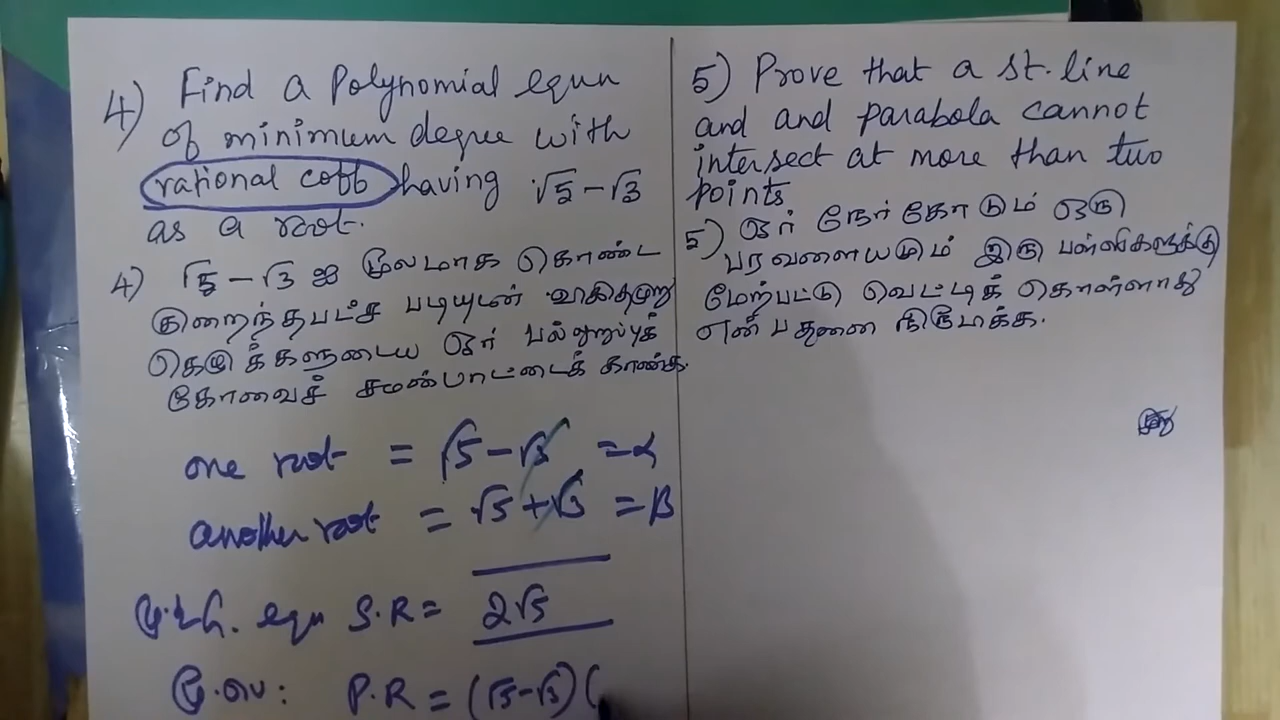 4) Find a Polynomial equn
of minimum degree with
rational coff having √5 – √3
as a root.
4) √5 – √3 ஐ மூலமாக கொண்ட
குறைந்தபட்ச படியுடன் விகிதமுறு
கெழுக்களுடைய ஓர் பல்லுறுப்புக்
கோவைச் சமன்பாட்டைக் காண்க.
one root = √5 – √3 = α
another root = √5 + √3 = β
equn S.R = 2√5
P.R = (√5 – √3) (
5) Prove that a st. line
and and parabola cannot
intersect at more than two
points
5) ஓர் நேர்கோடும் ஒரு
பரவளையமும் இரு புள்ளிகளுக்கு
மேற்பட்டு வெட்டிக் கொள்ளாது
என்பதனை நிரூபிக்க.